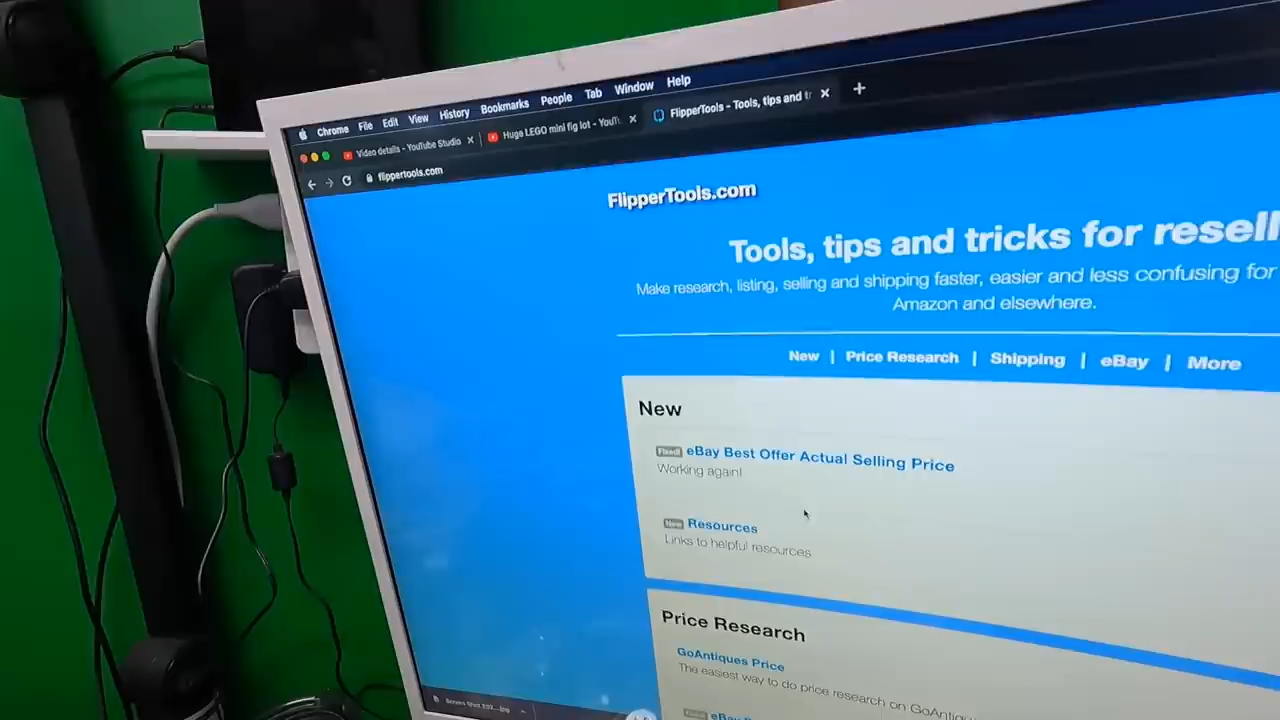 Chrome File Edit View History Bookmarks People Tab Window Help
Video details - YouTube Studio
Huge LEGO mini fig lot - YouTu
FlipperTools - Tools, tips and tr
flippertools.com
FlipperTools.com
Tools, tips and tricks for resell
Make research, listing, selling and shipping faster, easier and less confusing for
Amazon and elsewhere.
New | Price Research | Shipping | eBay | More
New
Fixed! eBay Best Offer Actual Selling Price
Working again!
New Resources
Links to helpful resources
Price Research
GoAntiques Price
The easiest way to do price research on GoAntiqu
eBay